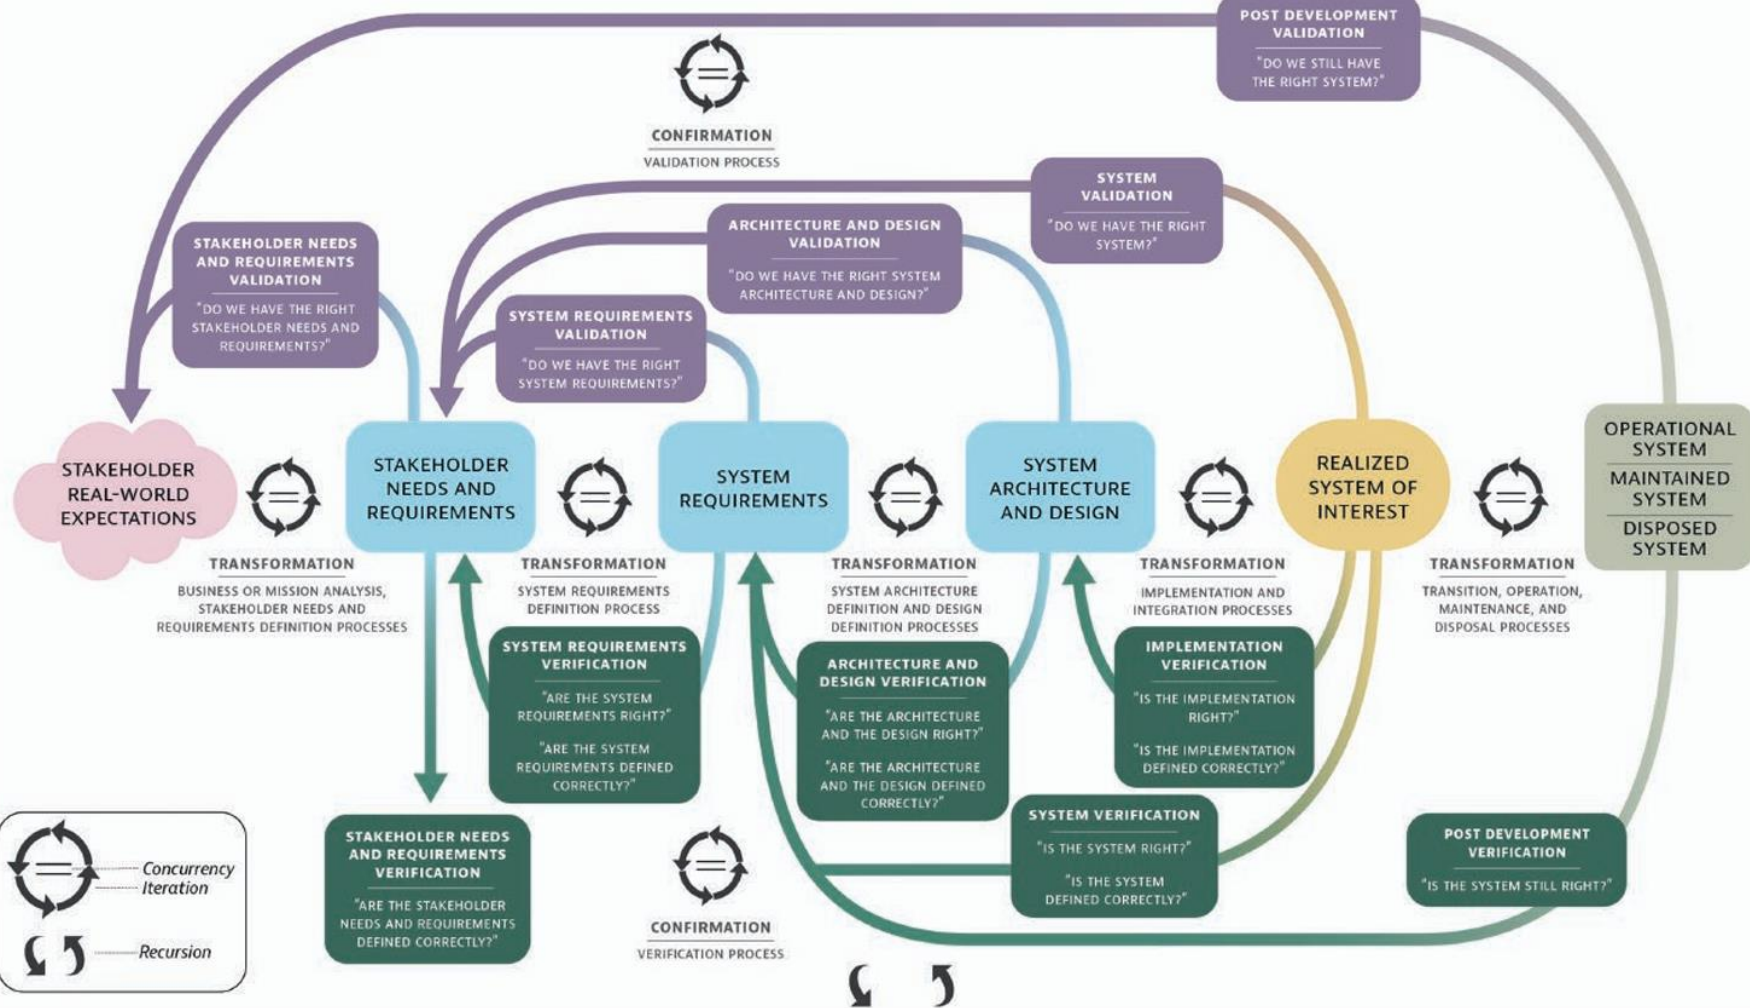 POST DEVELOPMENT
VALIDATION
"DO WE STILL HAVE
THE RIGHT SYSTEM?"
CONFIRMATION
VALIDATION PROCESS
SYSTEM
VALIDATION
"DO WE HAVE THE RIGHT
SYSTEM?"
ARCHITECTURE AND DESIGN
VALIDATION
"DO WE HAVE THE RIGHT SYSTEM
ARCHITECTURE AND DESIGN?"
STAKEHOLDER NEEDS
AND REQUIREMENTS
VALIDATION
"DO WE HAVE THE RIGHT
STAKEHOLDER NEEDS AND
REQUIREMENTS?"
SYSTEM REQUIREMENTS
VALIDATION
"DO WE HAVE THE RIGHT
SYSTEM REQUIREMENTS?"
STAKEHOLDER
REAL-WORLD
EXPECTATIONS
STAKEHOLDER
NEEDS AND
REQUIREMENTS
SYSTEM
REQUIREMENTS
SYSTEM
ARCHITECTURE
AND DESIGN
REALIZED
SYSTEM OF
INTEREST
OPERATIONAL
SYSTEM
MAINTAINED
SYSTEM
DISPOSED
SYSTEM
TRANSFORMATION
BUSINESS OR MISSION ANALYSIS,
STAKEHOLDER NEEDS AND
REQUIREMENTS DEFINITION PROCESSES
TRANSFORMATION
SYSTEM REQUIREMENTS
DEFINITION PROCESS
TRANSFORMATION
SYSTEM ARCHITECTURE
DEFINITION AND DESIGN
DEFINITION PROCESSES
TRANSFORMATION
IMPLEMENTATION AND
INTEGRATION PROCESSES
TRANSFORMATION
TRANSITION, OPERATION,
MAINTENANCE, AND
DISPOSAL PROCESSES
SYSTEM REQUIREMENTS
VERIFICATION
"ARE THE SYSTEM
REQUIREMENTS RIGHT?"
"ARE THE SYSTEM
REQUIREMENTS DEFINED
CORRECTLY?"
ARCHITECTURE AND
DESIGN VERIFICATION
"ARE THE ARCHITECTURE
AND THE DESIGN RIGHT?"
"ARE THE ARCHITECTURE
AND THE DESIGN DEFINED
CORRECTLY?"
IMPLEMENTATION
VERIFICATION
"IS THE IMPLEMENTATION
RIGHT?"
"IS THE IMPLEMENTATION
DEFINED CORRECTLY?"
SYSTEM VERIFICATION
"IS THE SYSTEM RIGHT?"
"IS THE SYSTEM
DEFINED CORRECTLY?"
POST DEVELOPMENT
VERIFICATION
"IS THE SYSTEM STILL RIGHT?"
STAKEHOLDER NEEDS
AND REQUIREMENTS
VERIFICATION
"ARE THE STAKEHOLDER
NEEDS AND REQUIREMENTS
DEFINED CORRECTLY?"
CONFIRMATION
VERIFICATION PROCESS
Concurrency
Iteration
Recursion